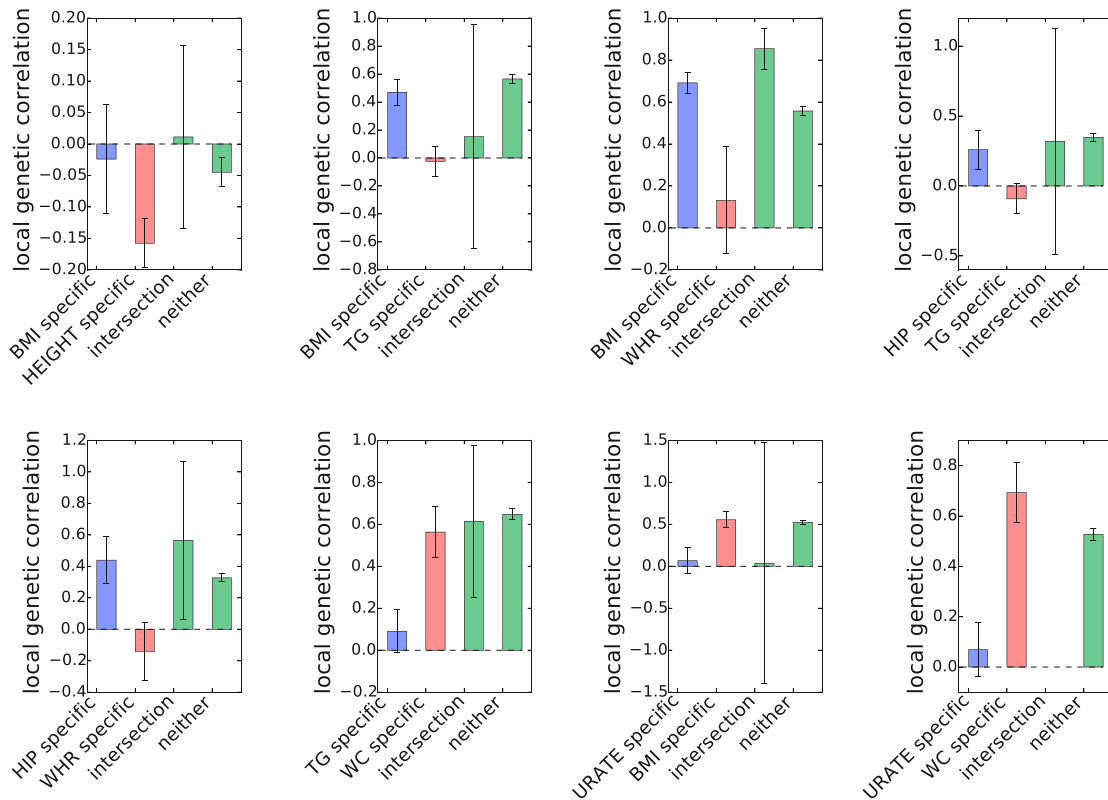 local genetic correlation
0.20
0.15
0.10
0.05
0.00
−0.05
−0.10
−0.15
−0.20
BMI specific
HEIGHT specific
intersection
neither
local genetic correlation
1.0
0.8
0.6
0.4
0.2
0.0
−0.2
−0.4
−0.6
−0.8
BMI specific
TG specific
intersection
neither
local genetic correlation
1.0
0.8
0.6
0.4
0.2
0.0
−0.2
BMI specific
WHR specific
intersection
neither
local genetic correlation
1.0
0.5
0.0
−0.5
HIP specific
TG specific
intersection
neither
local genetic correlation
1.2
1.0
0.8
0.6
0.4
0.2
0.0
−0.2
−0.4
HIP specific
WHR specific
intersection
neither
local genetic correlation
1.0
0.8
0.6
0.4
0.2
0.0
−0.2
TG specific
WC specific
intersection
neither
local genetic correlation
1.5
1.0
0.5
0.0
−0.5
−1.0
−1.5
URATE specific
BMI specific
intersection
neither
local genetic correlation
0.8
0.6
0.4
0.2
0.0
URATE specific
WC specific
intersection
neither